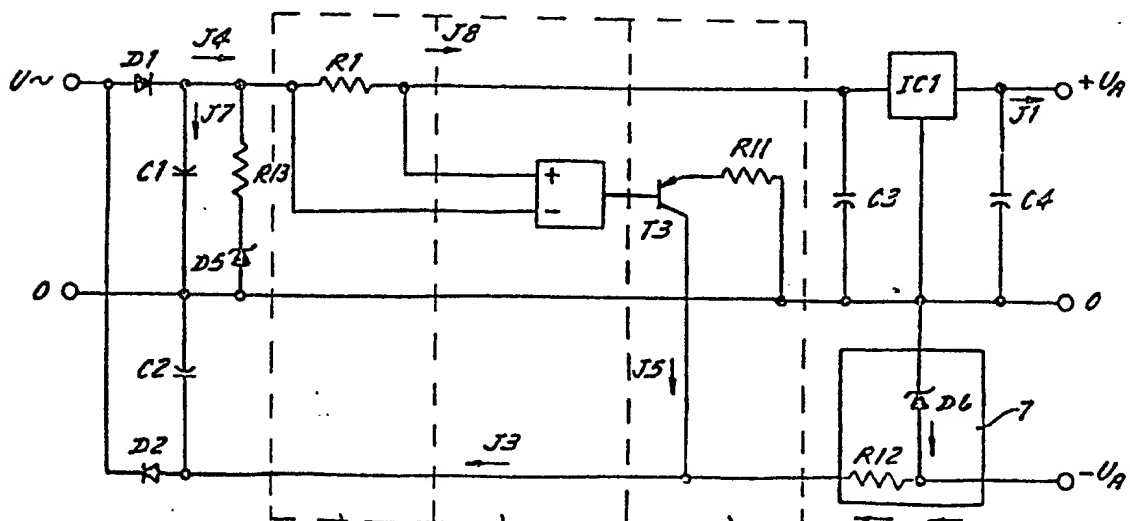 J4
J8
D1
R1
U~
IC1
+UA
J7
J1
C1
R13
+
R11
−
C3
C4
D5
T3
0
0
C2
J5
D6
7
D2
J3
R12
-UA